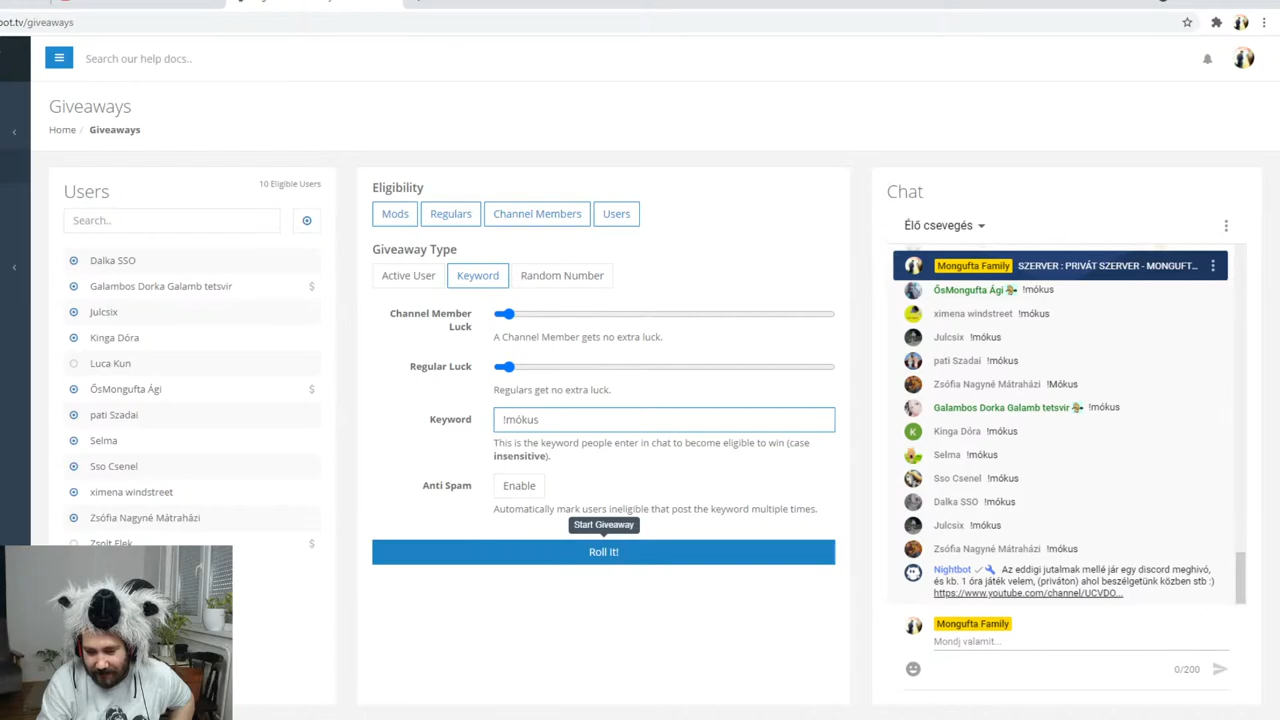 bot.tv/giveaways
Search our help docs..
Giveaways
Home / Giveaways
Users
10 Eligible Users
Search..
Dalka SSO
Galambos Dorka Galamb tetsvir $
Julcsix
Kinga Dóra
Luca Kun
ŐsMongufta Ági $
pati Szadai
Selma
Sso Csenel
ximena windstreet
Zsófia Nagyné Mátraházi
Zsolt Elek $
Eligibility
Mods Regulars Channel Members Users
Giveaway Type
Active User Keyword Random Number
Channel Member
Luck
A Channel Member gets no extra luck.
Regular Luck
Regulars get no extra luck.
Keyword !mókus
This is the keyword people enter in chat to become eligible to win (case
insensitive).
Anti Spam Enable
Automatically mark users ineligible that post the keyword multiple times.
Start Giveaway
Roll It!
Chat
Élő csevegés
Mongufta Family SZERVER : PRIVÁT SZERVER - MONGUFT...
ŐsMongufta Ági !mókus
ximena windstreet !mókus
Julcsix !mókus
pati Szadai !mókus
Zsófia Nagyné Mátraházi !Mókus
Galambos Dorka Galamb tetsvir !mókus
K Kinga Dóra !mókus
Selma !mókus
Sso Csenel !mókus
Dalka SSO !mókus
Julcsix !mókus
Zsófia Nagyné Mátraházi !mókus
Nightbot Az eddigi jutalmak mellé jár egy discord meghívó,
és kb. 1 óra játék velem, (priváton) ahol beszélgetünk közben stb :)
https://www.youtube.com/channel/UCVDO...
Mongufta Family
Mondj valamit...
0/200